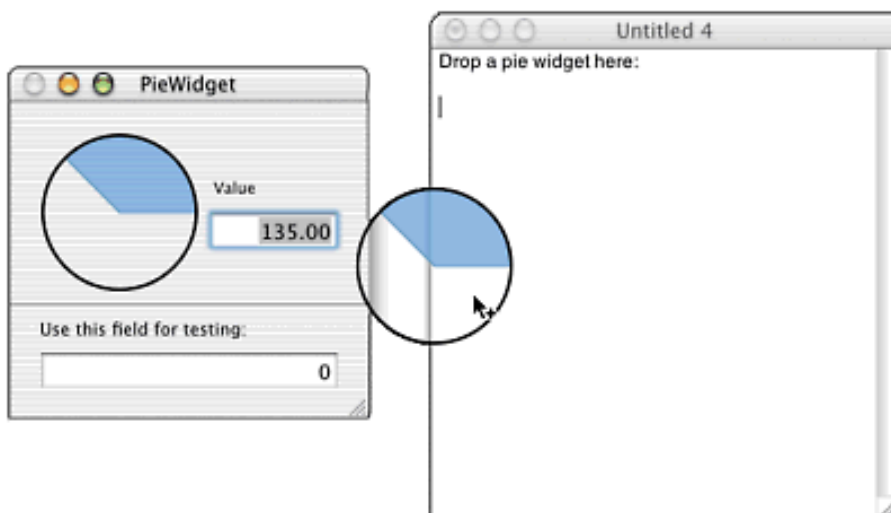 PieWidget
Value
135.00
Use this field for testing:
0
Untitled 4
Drop a pie widget here: